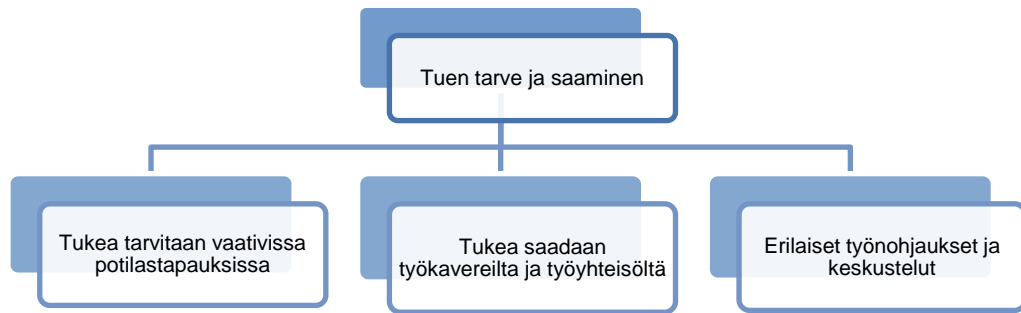 Tuen tarve ja saaminen
Tukea tarvitaan vaativissa
potilastapauksissa
Tukea saadaan
työkavereilta ja työyhteisöltä
Erilaiset työnohjaukset ja
keskustelut